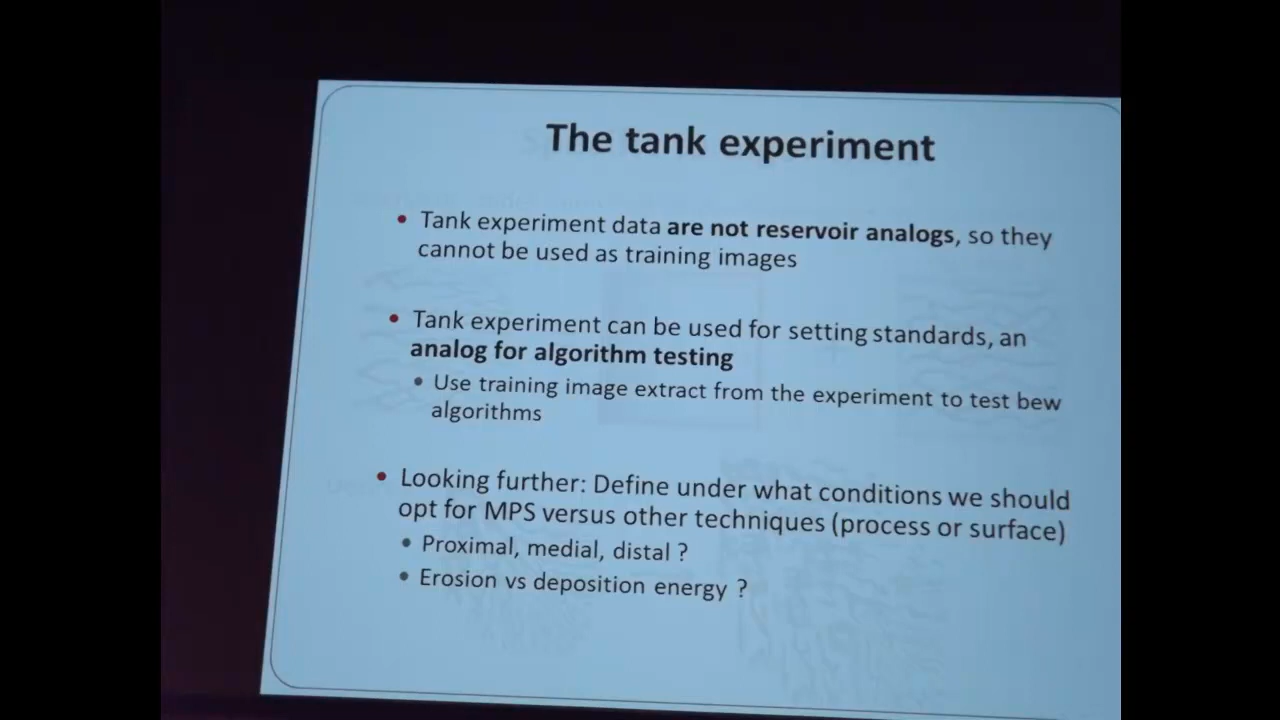 The tank experiment
• Tank experiment data are not reservoir analogs, so they
cannot be used as training images
• Tank experiment can be used for setting standards, an
analog for algorithm testing
• Use training image extract from the experiment to test bew
algorithms
• Looking further: Define under what conditions we should
opt for MPS versus other techniques (process or surface)
• Proximal, medial, distal ?
• Erosion vs deposition energy ?